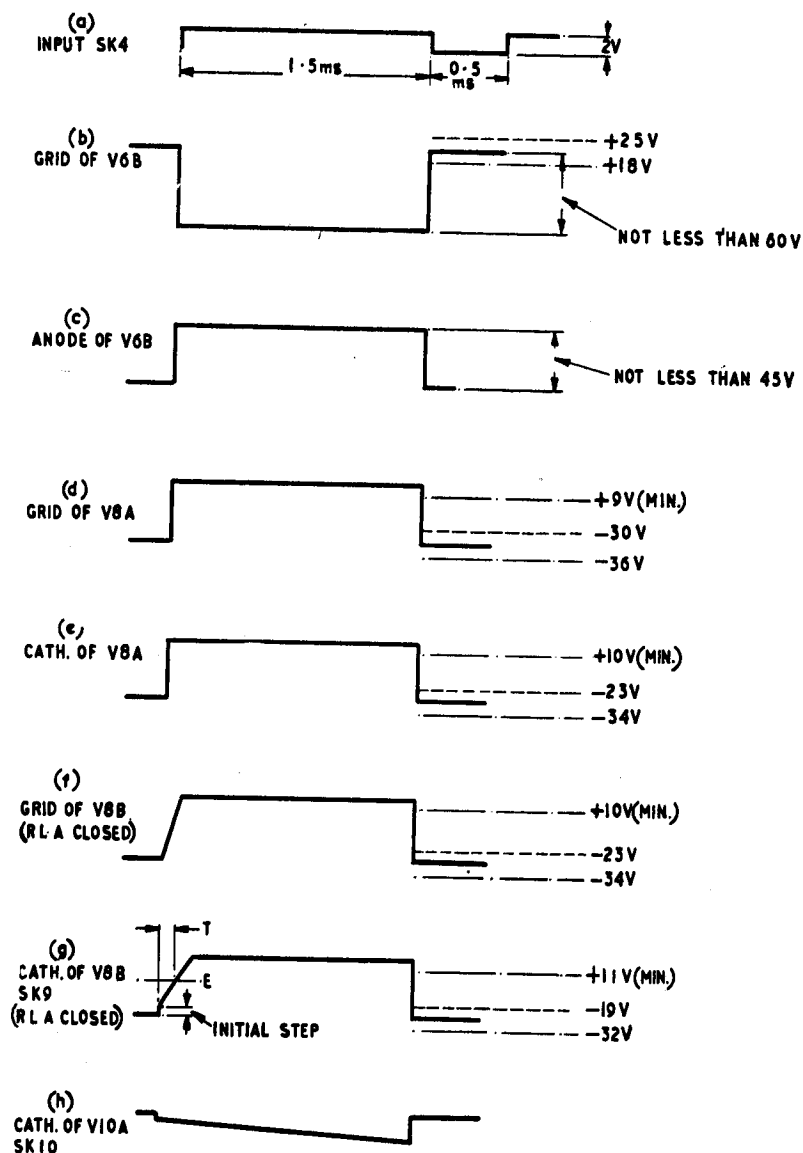 (a)
INPUT SK4
2V
1·5ms
0·5
ms
(b)
GRID OF V6B
+25V
+18V
NOT LESS THAN 60V
(c)
ANODE OF V6B
NOT LESS THAN 45V
(d)
GRID OF V8A
+9V(MIN.)
-30V
-36V
(e)
CATH. OF V8A
+10V(MIN.)
-23V
-34V
(f)
GRID OF V8B
(RLA CLOSED)
+10V(MIN.)
-23V
-34V
T
(g)
CATH. OF V8B
SK9
(RLA CLOSED)
E
INITIAL STEP
+11V(MIN.)
-19V
-32V
(h)
CATH. OF V10A
SK10